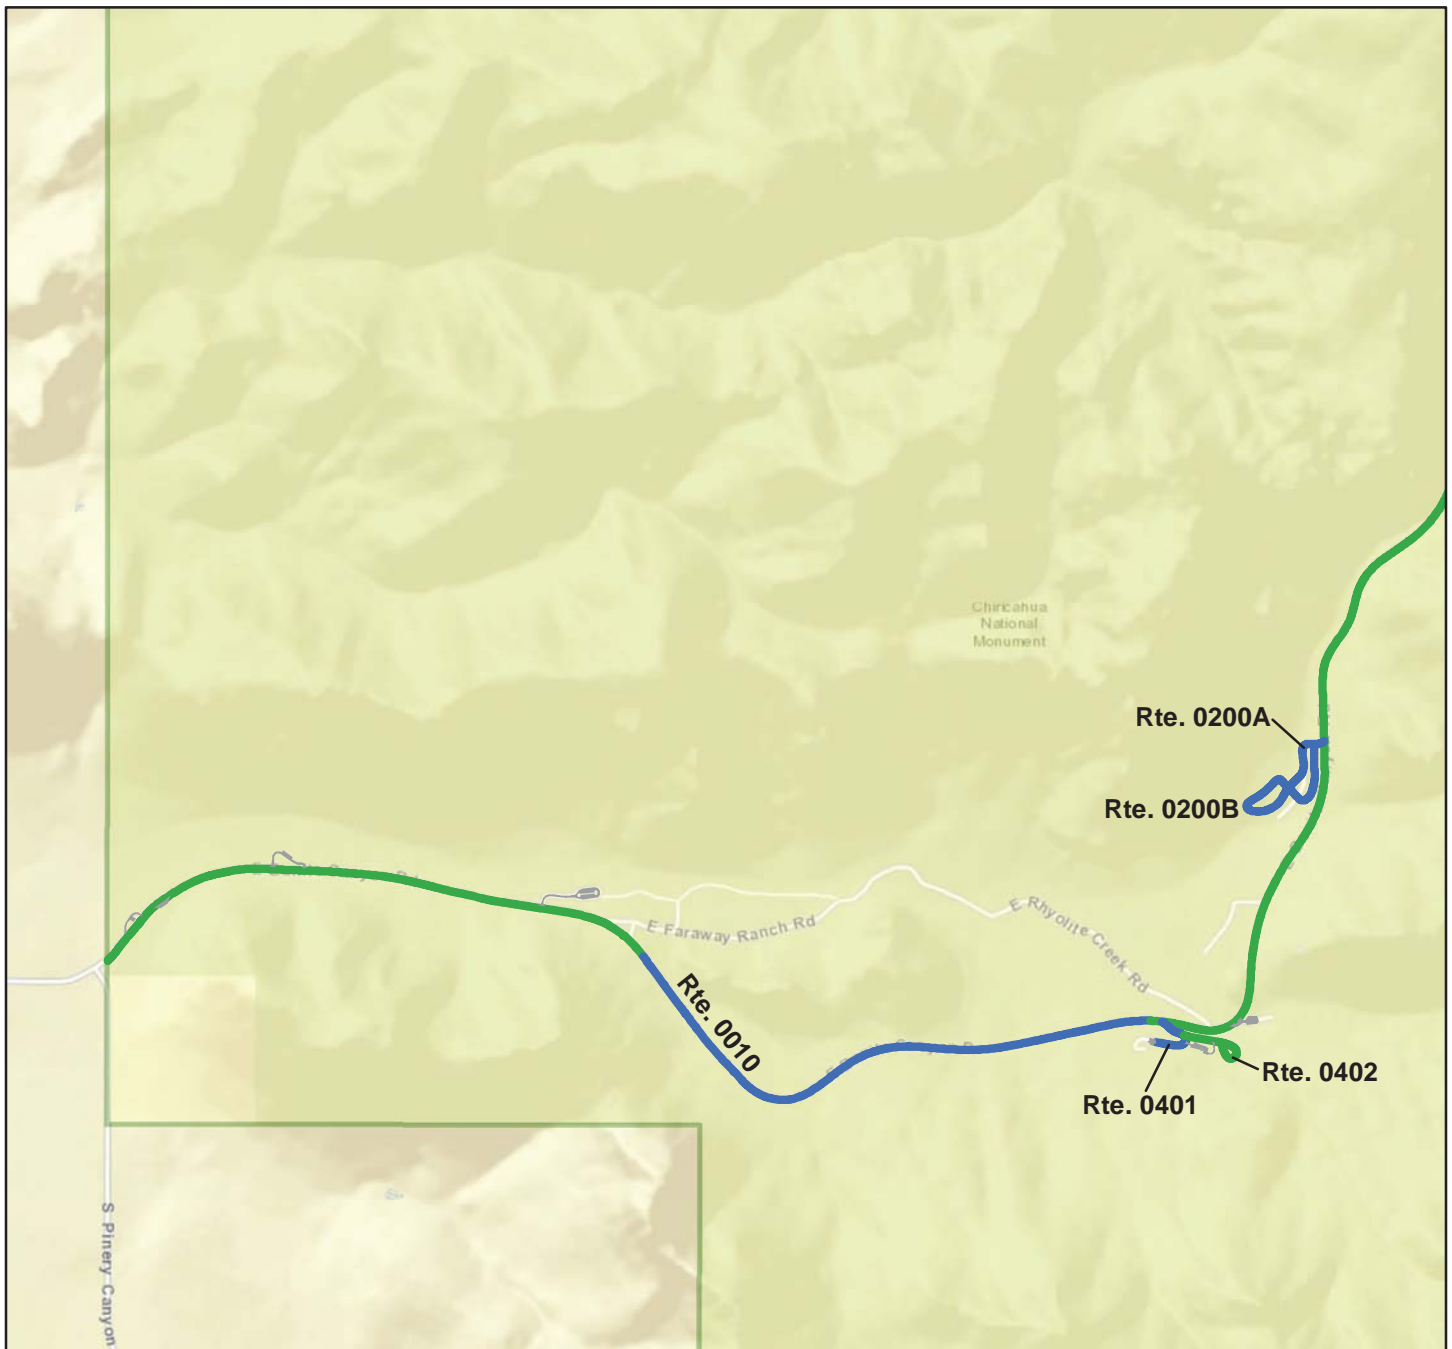 Chiricahua
National
Monument
Rte. 0200A
Rte. 0200B
E Faraway Ranch Rd
E Rhyolite Creek Rd
Rte. 0010
Rte. 0402
Rte. 0401
S Pinery Canyon